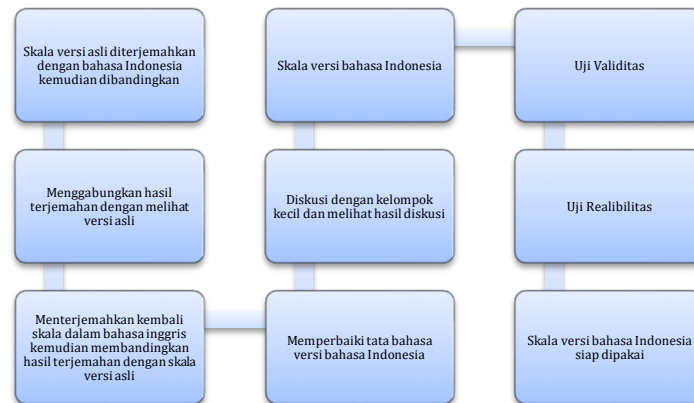 Skala versi asli diterjemahkan
dengan bahasa Indonesia
kemudian dibandingkan
Menggabungkan hasil
terjemahan dengan melihat
versi asli
Menterjemahkan kembali
skala dalam bahasa inggris
kemudian membandingkan
hasil terjemahan dengan skala
versi asli
Memperbaiki tata bahasa
versi bahasa Indonesia
Diskusi dengan kelompok
kecil dan melihat hasil diskusi
Skala versi bahasa Indonesia
Uji Validitas
Uji Realibilitas
Skala versi bahasa Indonesia
siap dipakai